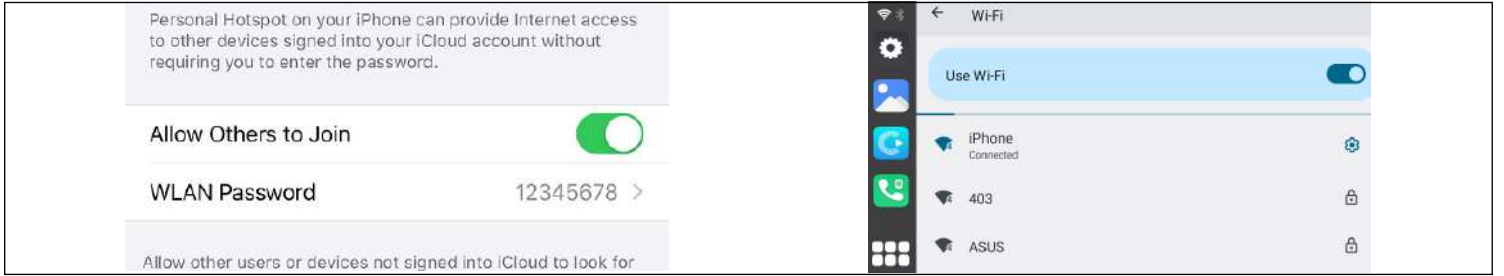 Personal Hotspot on your iPhone can provide Internet access
to other devices signed into your iCloud account without
requiring you to enter the password.
Allow Others to Join
WLAN Password 12345678 >
Allow other users or devices not signed into iCloud to look for
← Wi-Fi
Use Wi-Fi
iPhone
Connected
403
ASUS